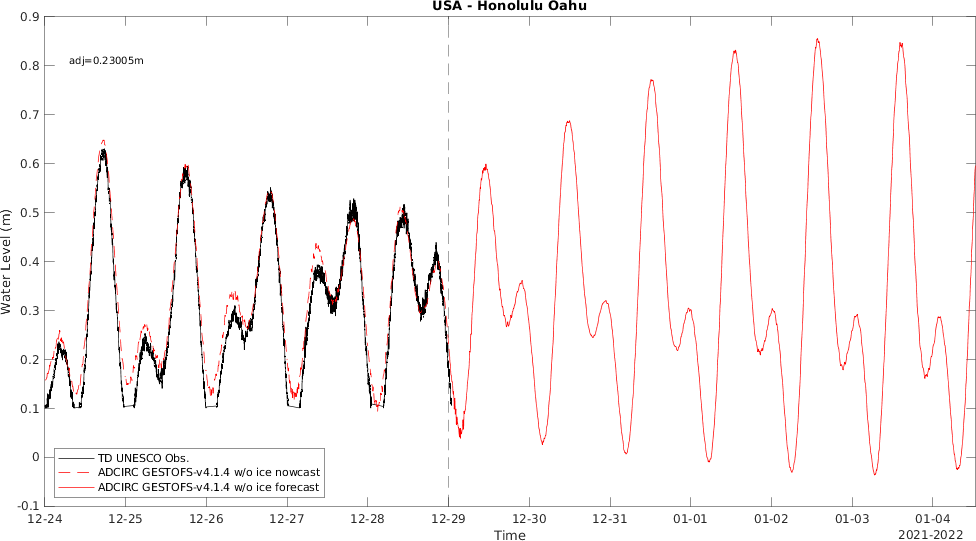 USA - Honolulu Oahu
0.9
0.8
adj=0.23005m
0.7
0.6
0.5
0.4
0.3
0.2
0.1
0
-0.1
Water Level (m)
TD UNESCO Obs.
ADCIRC GESTOFS-v4.1.4 w/o ice nowcast
ADCIRC GESTOFS-v4.1.4 w/o ice forecast
12-24 12-25 12-26 12-27 12-28 12-29 12-30 12-31 01-01 01-02 01-03 01-04
Time
2021-2022